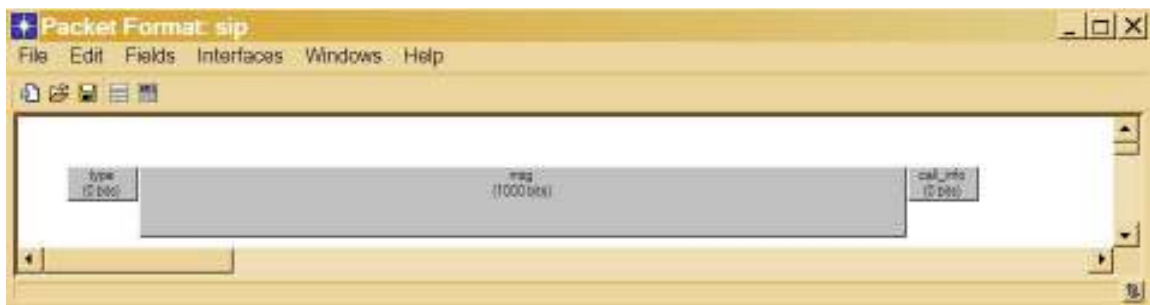 Packet Format: sip
File Edit Fields Interfaces Windows Help
type
(0 bits)
msg
(1000 bits)
call_info
(0 bits)